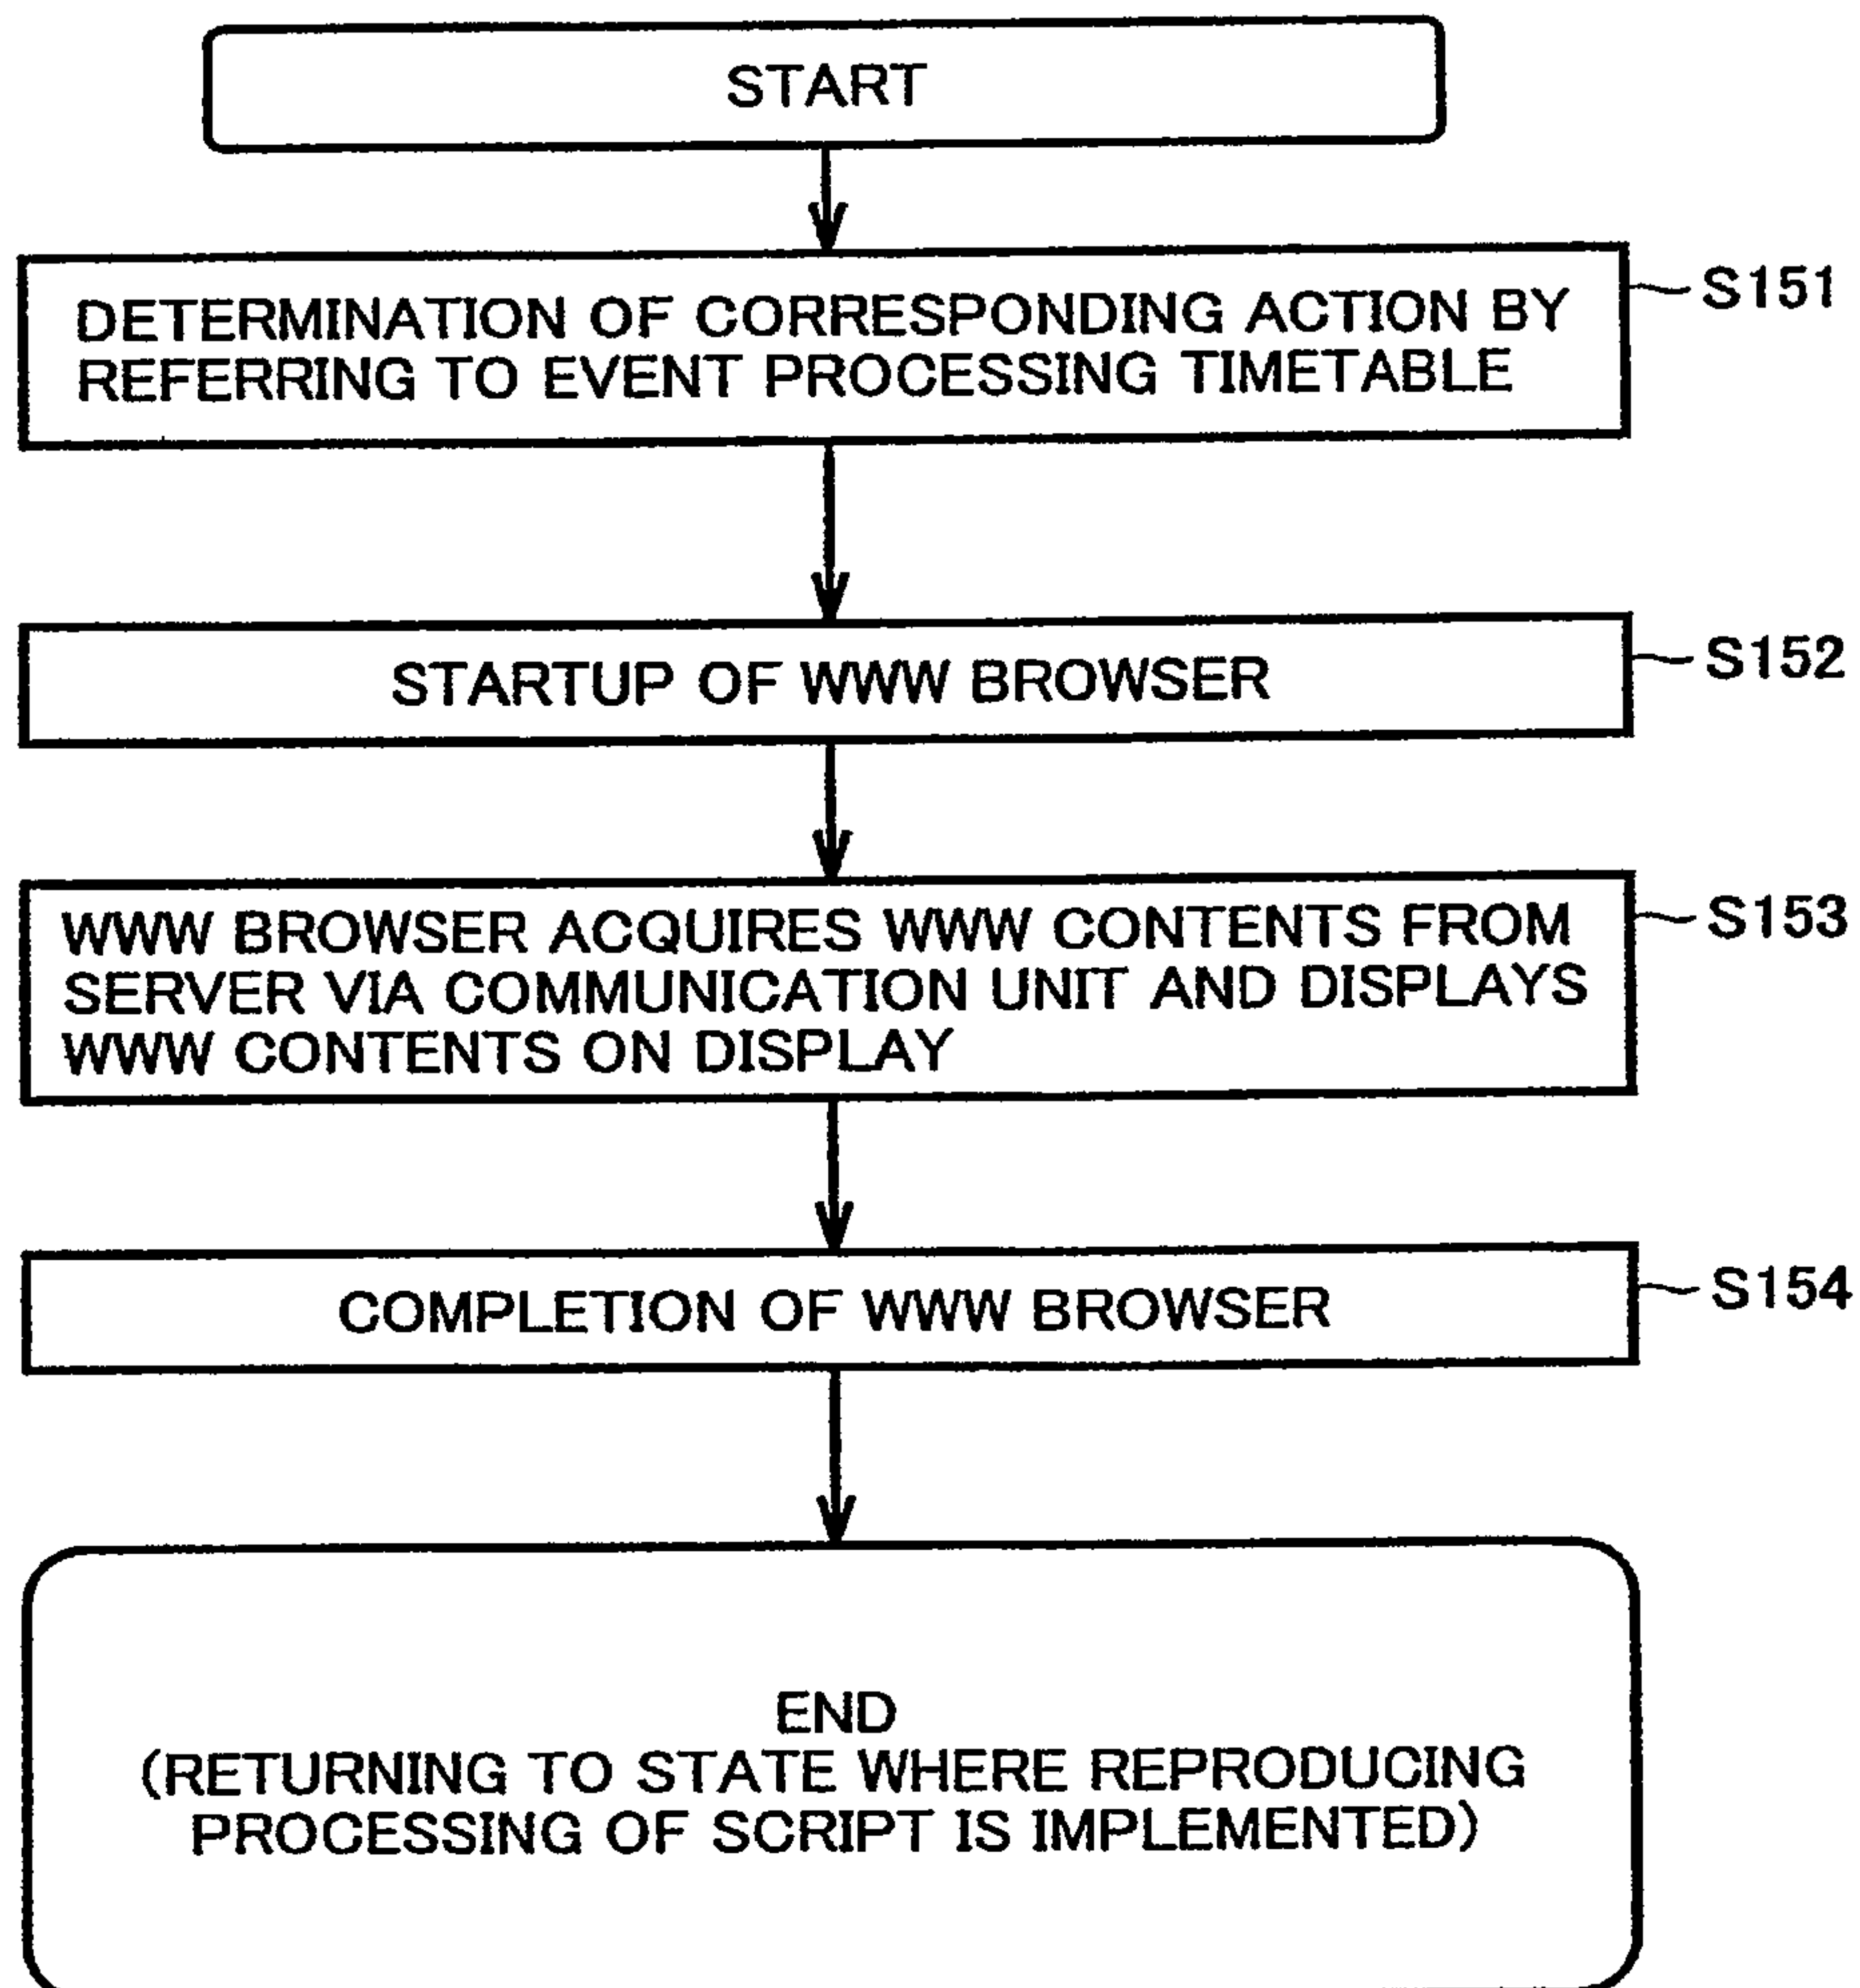 START
DETERMINATION OF CORRESPONDING ACTION BY
REFERRING TO EVENT PROCESSING TIMETABLE
S151
STARTUP OF WWW BROWSER
S152
WWW BROWSER ACQUIRES WWW CONTENTS FROM
SERVER VIA COMMUNICATION UNIT AND DISPLAYS
WWW CONTENTS ON DISPLAY
S153
COMPLETION OF WWW BROWSER
S154
END
(RETURNING TO STATE WHERE REPRODUCING
PROCESSING OF SCRIPT IS IMPLEMENTED)